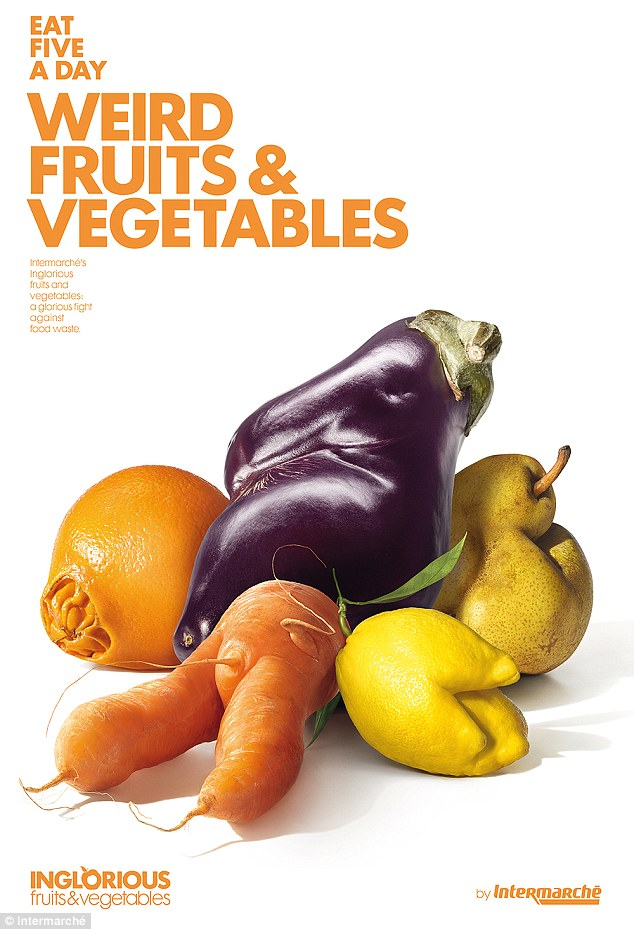 EAT
FIVE
A DAY
WEIRD
FRUITS &
VEGETABLES
Intermarché's
Inglorious
fruits and
vegetables:
a glorious fight
against
food waste.
INGLORIOUS
fruits&vegetables
by Intermarché
© Intermarché